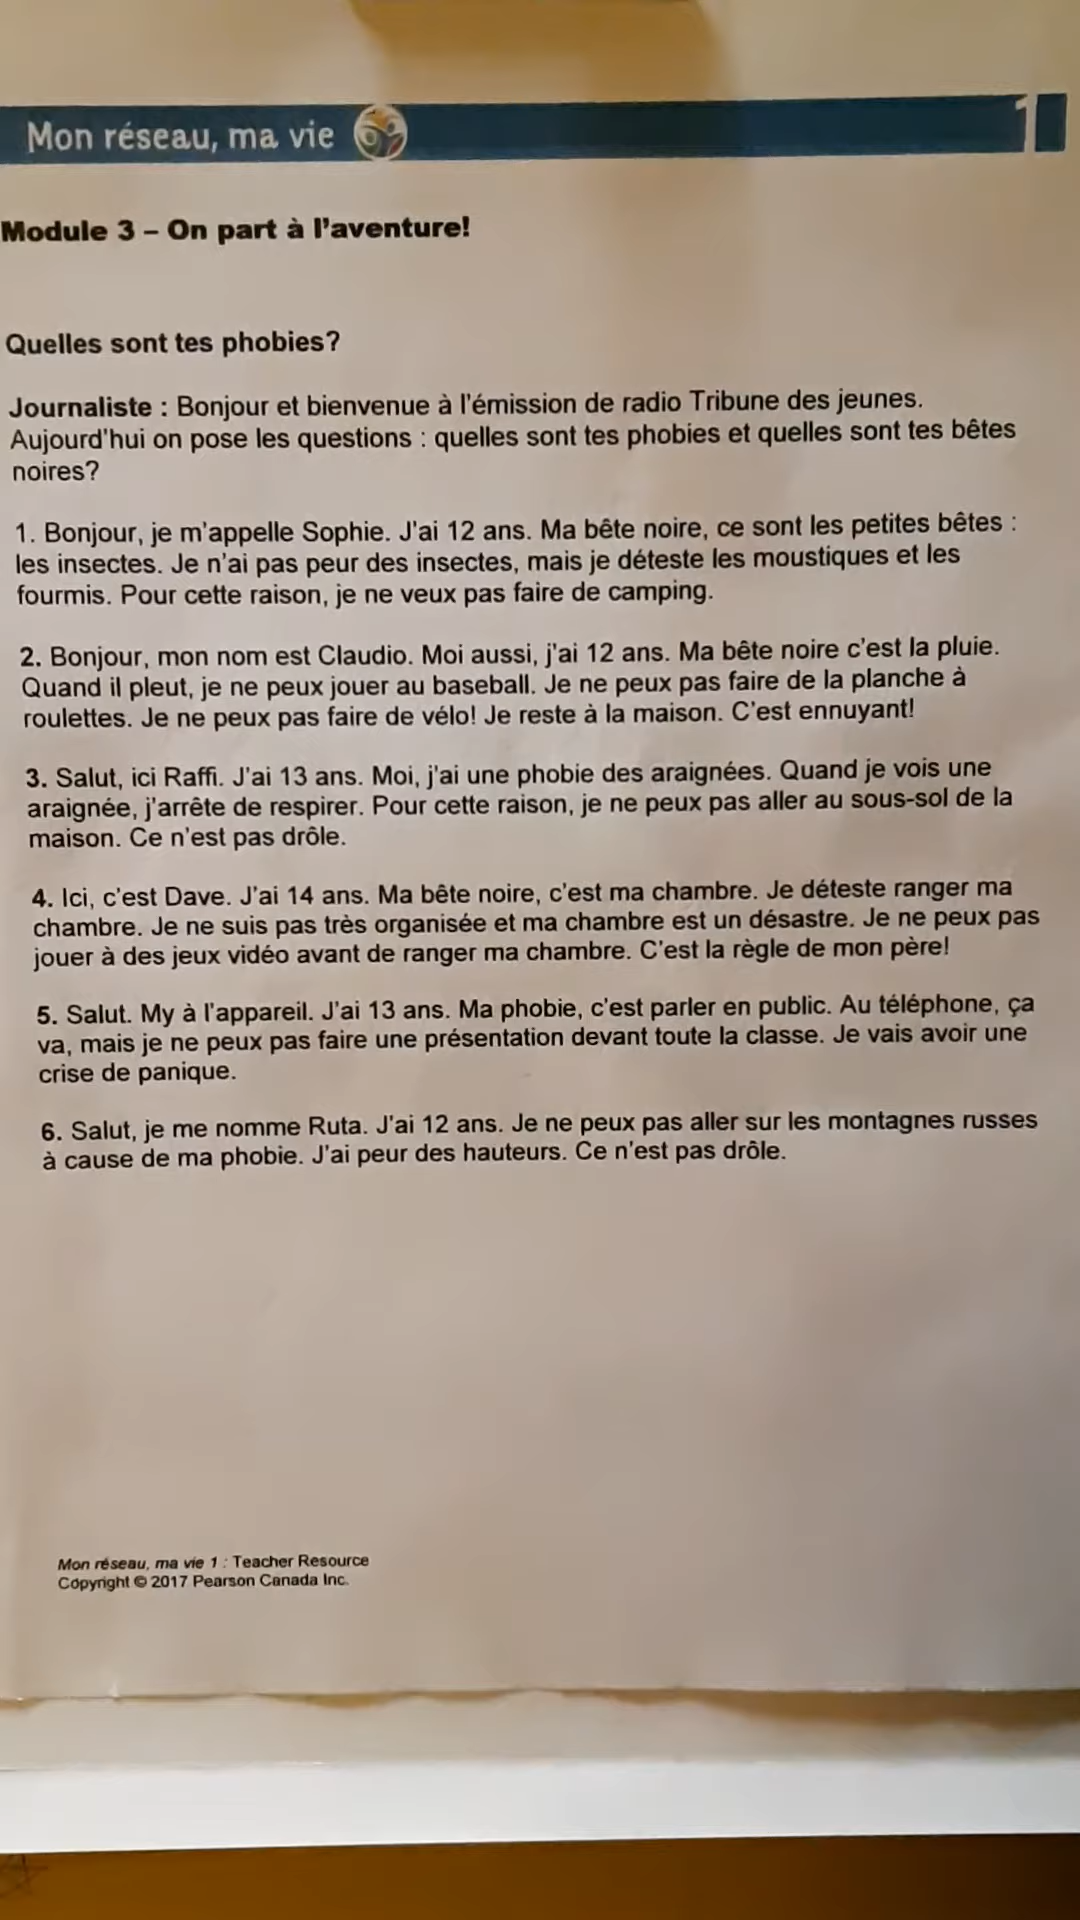 Mon réseau, ma vie 1
Module 3 – On part à l'aventure!
Quelles sont tes phobies?
Journaliste : Bonjour et bienvenue à l'émission de radio Tribune des jeunes.
Aujourd'hui on pose les questions : quelles sont tes phobies et quelles sont tes bêtes
noires?
1. Bonjour, je m'appelle Sophie. J'ai 12 ans. Ma bête noire, ce sont les petites bêtes :
les insectes. Je n'ai pas peur des insectes, mais je déteste les moustiques et les
fourmis. Pour cette raison, je ne veux pas faire de camping.
2. Bonjour, mon nom est Claudio. Moi aussi, j'ai 12 ans. Ma bête noire c'est la pluie.
Quand il pleut, je ne peux jouer au baseball. Je ne peux pas faire de la planche à
roulettes. Je ne peux pas faire de vélo! Je reste à la maison. C'est ennuyant!
3. Salut, ici Raffi. J'ai 13 ans. Moi, j'ai une phobie des araignées. Quand je vois une
araignée, j'arrête de respirer. Pour cette raison, je ne peux pas aller au sous-sol de la
maison. Ce n'est pas drôle.
4. Ici, c'est Dave. J'ai 14 ans. Ma bête noire, c'est ma chambre. Je déteste ranger ma
chambre. Je ne suis pas très organisée et ma chambre est un désastre. Je ne peux pas
jouer à des jeux vidéo avant de ranger ma chambre. C'est la règle de mon père!
5. Salut. My à l'appareil. J'ai 13 ans. Ma phobie, c'est parler en public. Au téléphone, ça
va, mais je ne peux pas faire une présentation devant toute la classe. Je vais avoir une
crise de panique.
6. Salut, je me nomme Ruta. J'ai 12 ans. Je ne peux pas aller sur les montagnes russes
à cause de ma phobie. J'ai peur des hauteurs. Ce n'est pas drôle.
Mon réseau, ma vie 1 : Teacher Resource
Copyright © 2017 Pearson Canada Inc.